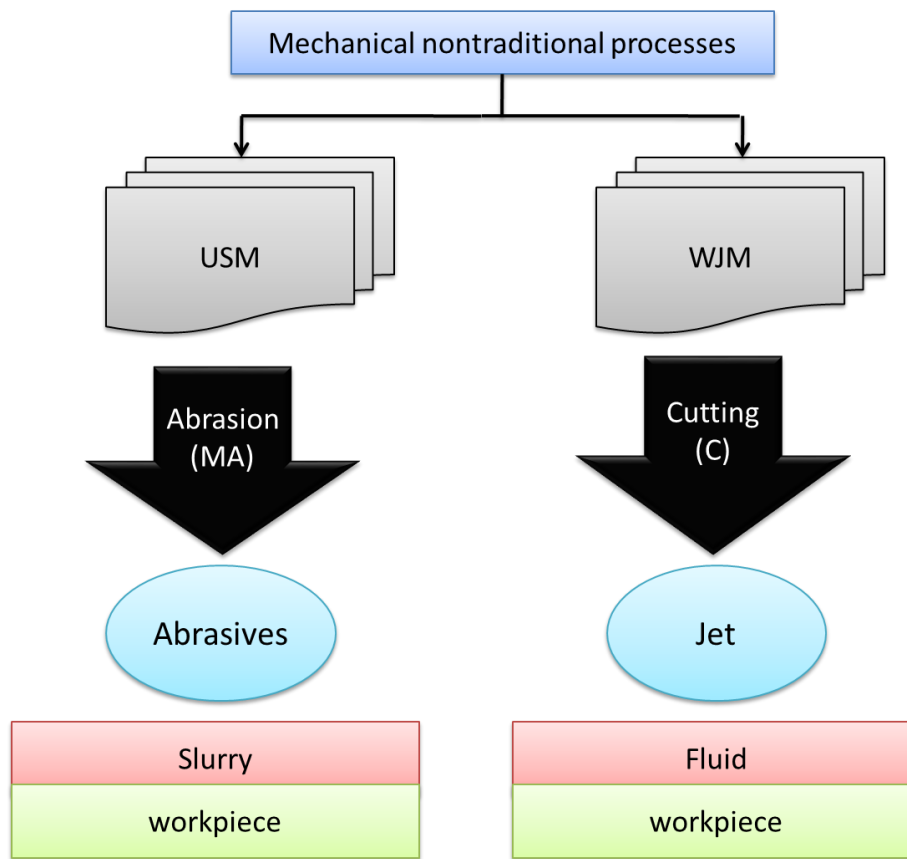 Mechanical nontraditional processes
USM
WJM
Abrasion
(MA)
Cutting
(C)
Abrasives
Jet
Slurry
Fluid
workpiece
workpiece